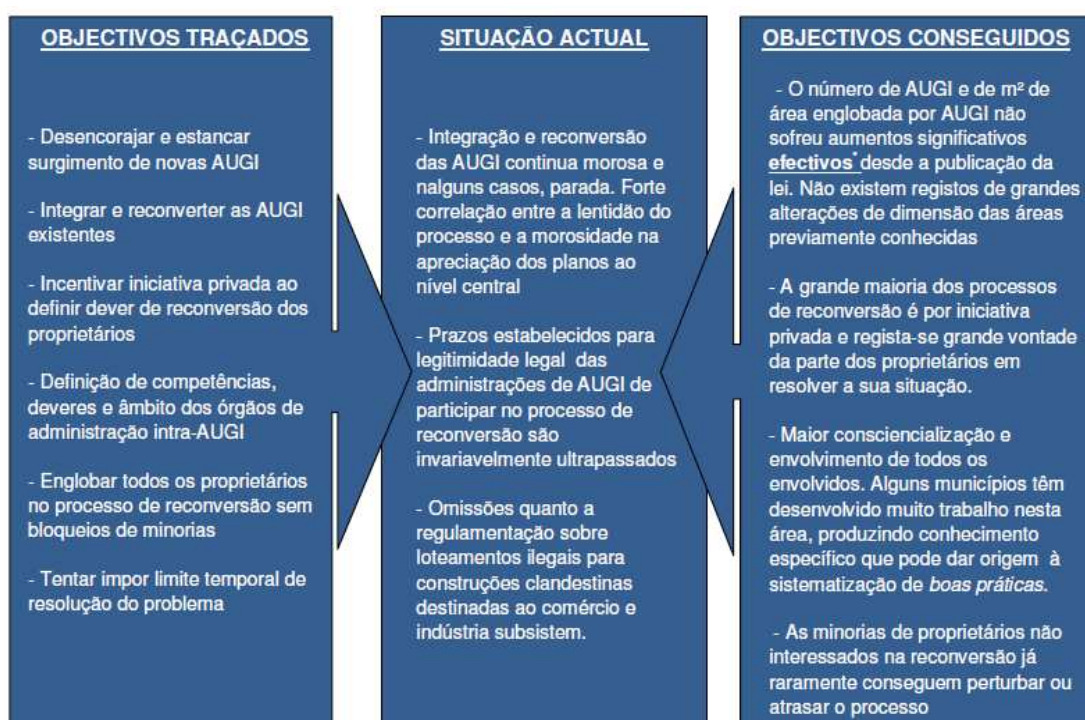 OBJECTIVOS TRAÇADOS
- Desencorajar e estancar
surgimento de novas AUGI
- Integrar e reconverter as AUGI
existentes
- Incentivar iniciativa privada ao
definir dever de reconversão dos
proprietários
- Definição de competências,
deveres e âmbito dos órgãos de
administração intra-AUGI
- Englobar todos os proprietários
no processo de reconversão sem
bloqueios de minorias
- Tentar impor limite temporal de
resolução do problema
SITUAÇÃO ACTUAL
- Integração e reconversão
das AUGI continua morosa e
nalguns casos, parada. Forte
correlação entre a lentidão do
processo e a morosidade na
apreciação dos planos ao
nível central
- Prazos estabelecidos para
legitimidade legal das
administrações de AUGI de
participar no processo de
reconversão são
invariavelmente ultrapassados
- Omissões quanto a
regulamentação sobre
loteamentos ilegais para
construções clandestinas
destinadas ao comércio e
indústria subsistem.
OBJECTIVOS CONSEGUIDOS
- O número de AUGI e de m² de
área englobada por AUGI não
sofreu aumentos significativos
efectivos* desde a publicação da
lei. Não existem registos de grandes
alterações de dimensão das áreas
previamente conhecidas
- A grande maioria dos processos
de reconversão é por iniciativa
privada e regista-se grande vontade
da parte dos proprietários em
resolver a sua situação.
- Maior consciencialização e
envolvimento de todos os
envolvidos. Alguns municípios têm
desenvolvido muito trabalho nesta
área, produzindo conhecimento
específico que pode dar origem à
sistematização de boas práticas.
- As minorias de proprietários não
interessados na reconversão já
raramente conseguem perturbar ou
atrasar o processo